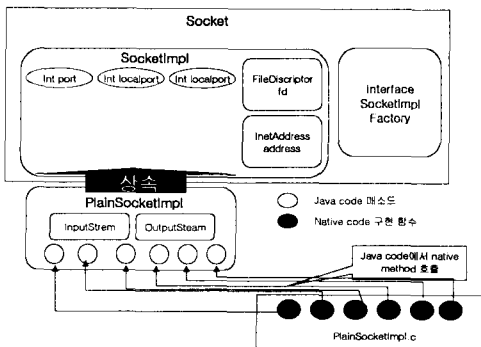 Socket
SocketImpl
Int port
Int localport
Int localport
FileDiscriptor
fd
InetAddress
address
Interface
SocketImpl
Factory
상속
PlainSocketImpl
InputStrem
OutputSteam
Java code 매소드
Native code 구현 함수
Java code에서 native
method 호출
PlainSocketImpl.c